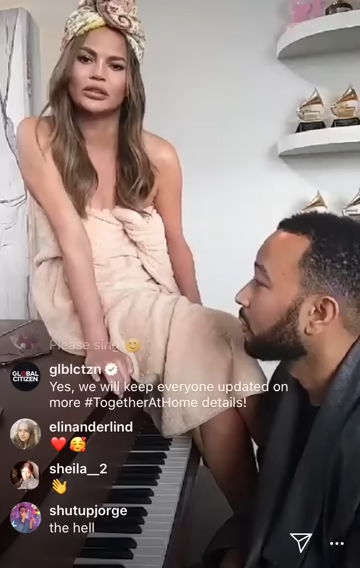 Please sing 😊
GLOBAL
CITIZEN
glblctzn
Yes, we will keep everyone updated on
more #TogetherAtHome details!
elinanderlind
❤️🥰
sheila__2
👋
shutupjorge
the hell